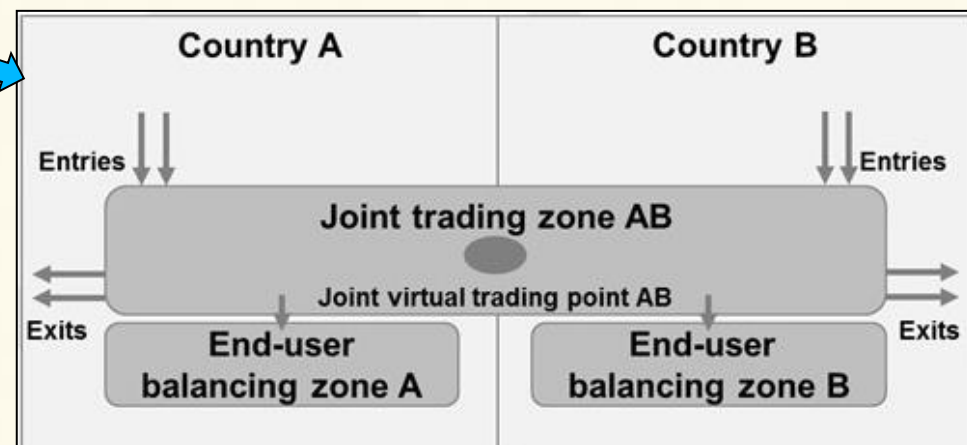 Country A
Country B
Entries
Entries
Joint trading zone AB
Joint virtual trading point AB
Exits
Exits
End-user
balancing zone A
End-user
balancing zone B